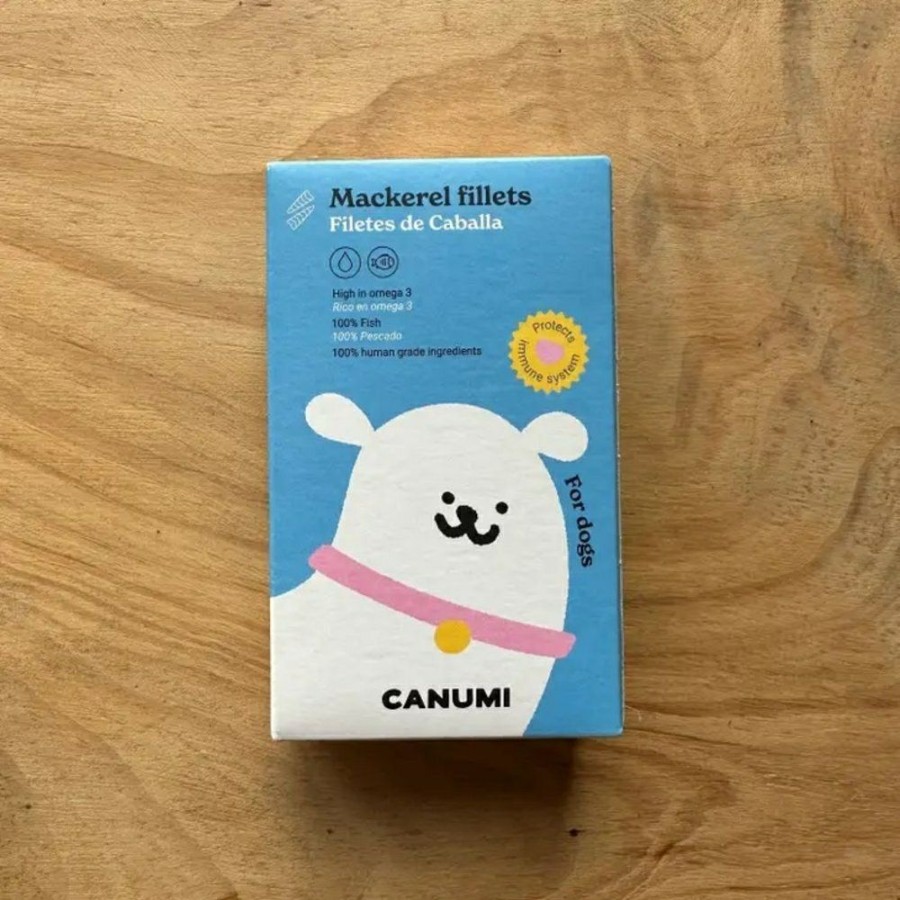 Mackerel fillets
Filetes de Caballa
High in omega 3
Rico en omega 3
100% Fish
100% Pescado
100% human grade ingredients
Protects
immune system
For dogs
CANUMI